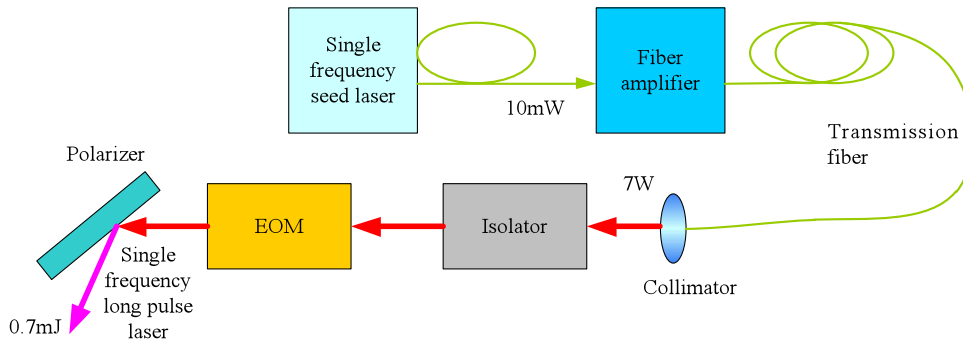 Single
frequency
seed laser
10mW
Fiber
amplifier
Transmission
fiber
Polarizer
EOM
Isolator
7W
Collimator
Single
frequency
long pulse
laser
0.7mJ